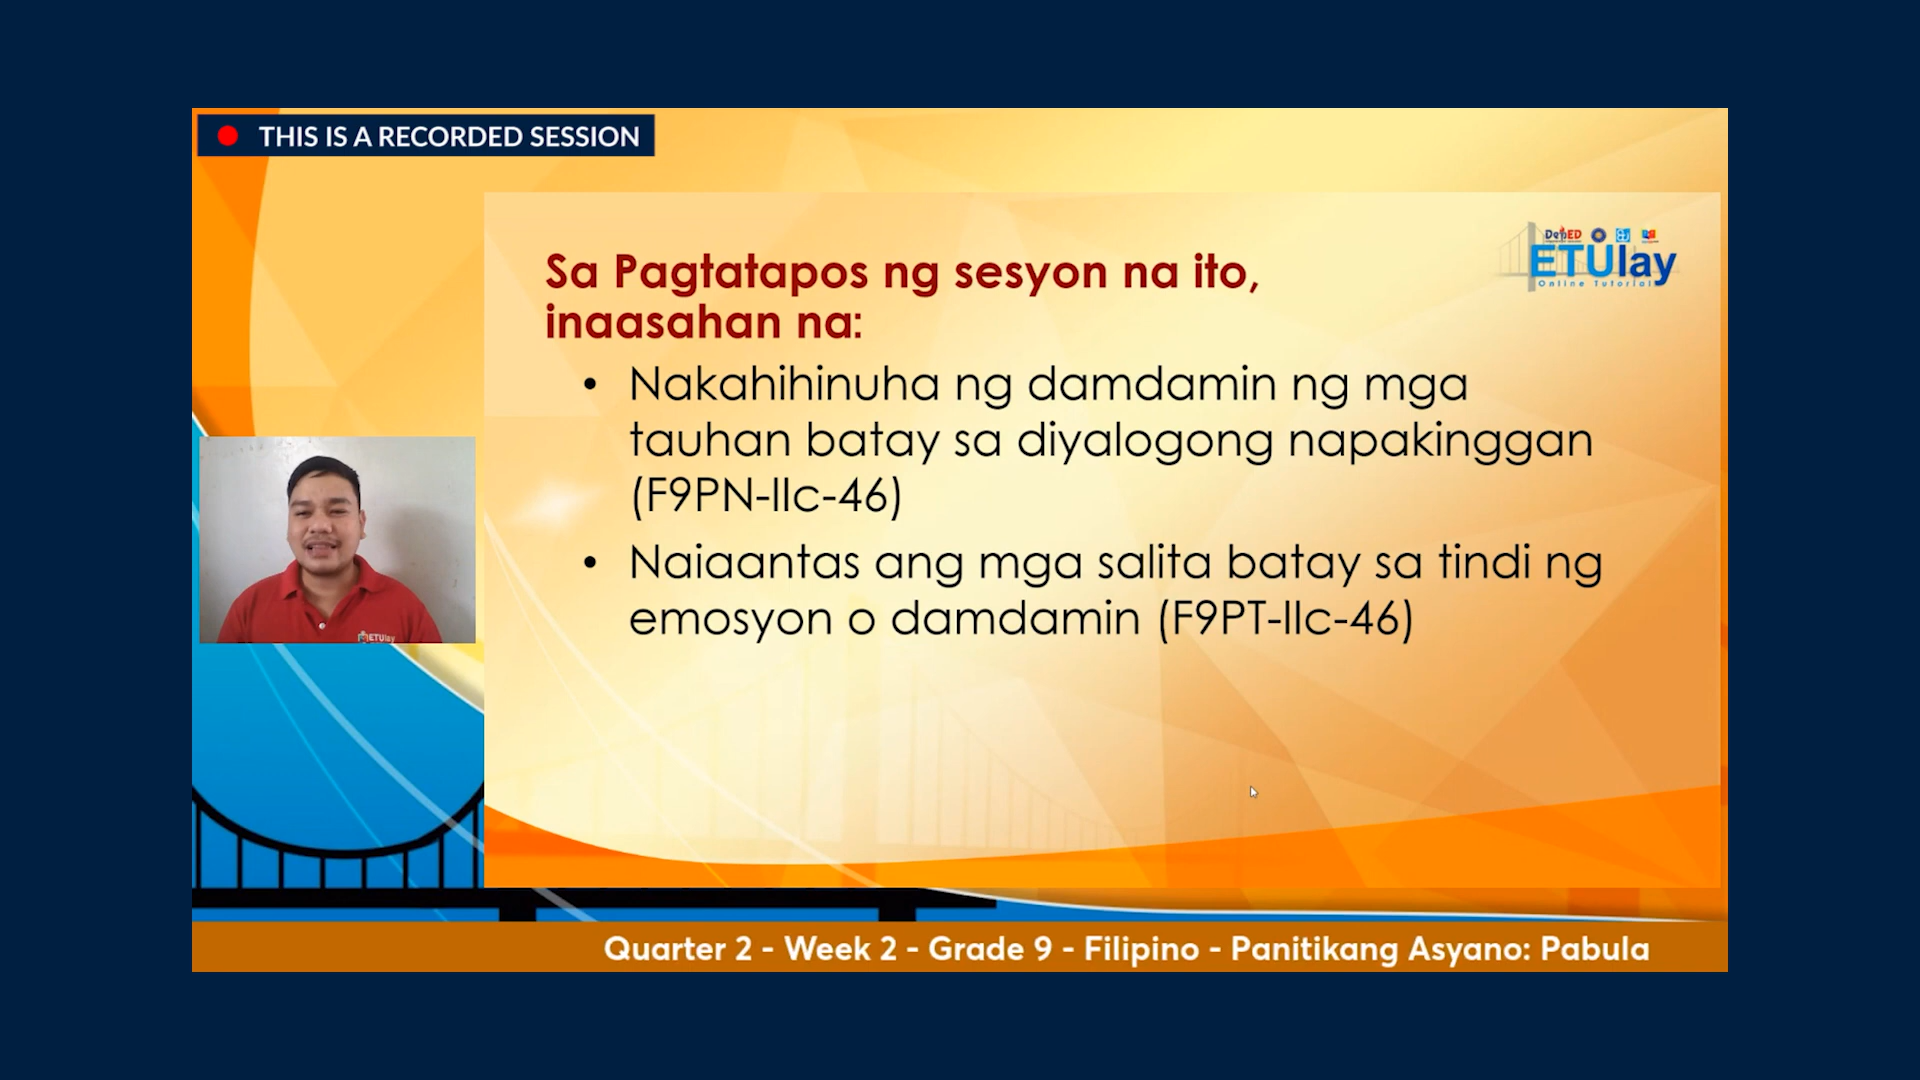 THIS IS A RECORDED SESSION
DepED
ETUlay
Online Tutorial
Sa Pagtatapos ng sesyon na ito,
inaasahan na:
• Nakahihinuha ng damdamin ng mga
tauhan batay sa diyalogong napakinggan
(F9PN-IIc-46)
• Naiaantas ang mga salita batay sa tindi ng
emosyon o damdamin (F9PT-IIc-46)
ETUlay
Quarter 2 - Week 2 - Grade 9 - Filipino - Panitikang Asyano: Pabula